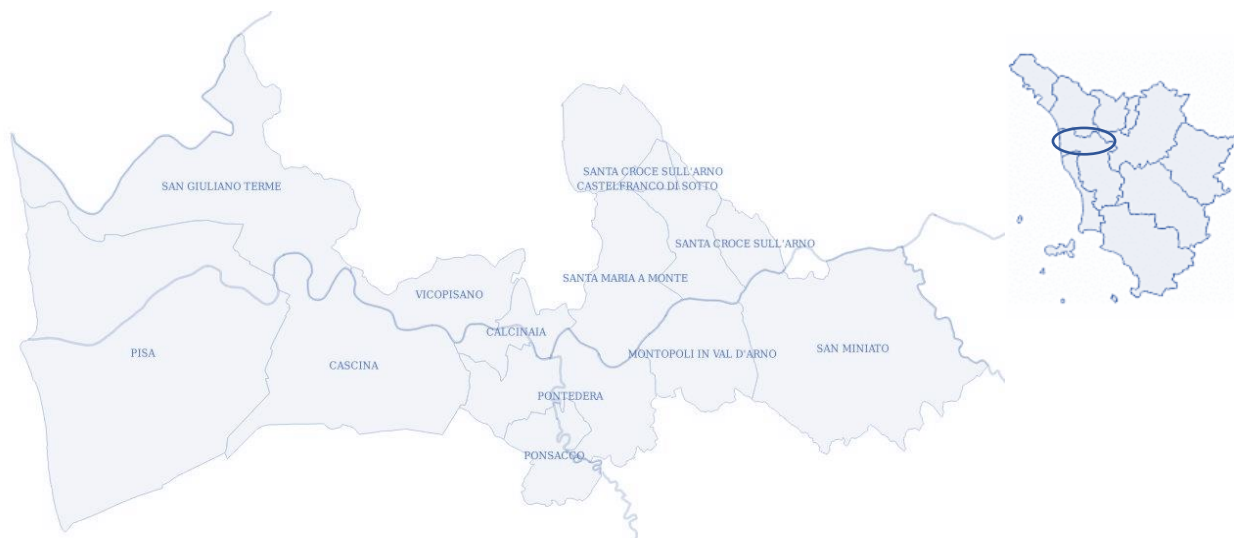 SANTA CROCE SULL'ARNO
SAN GIULIANO TERME
CASTELFRANCO DI SOTTO
SANTA CROCE SULL'ARNO
SANTA MARIA A MONTE
VICOPISANO
CALCINAIA
PISA
CASCINA
MONTOPOLI IN VAL D'ARNO
SAN MINIATO
PONTEDERA
PONSACCO